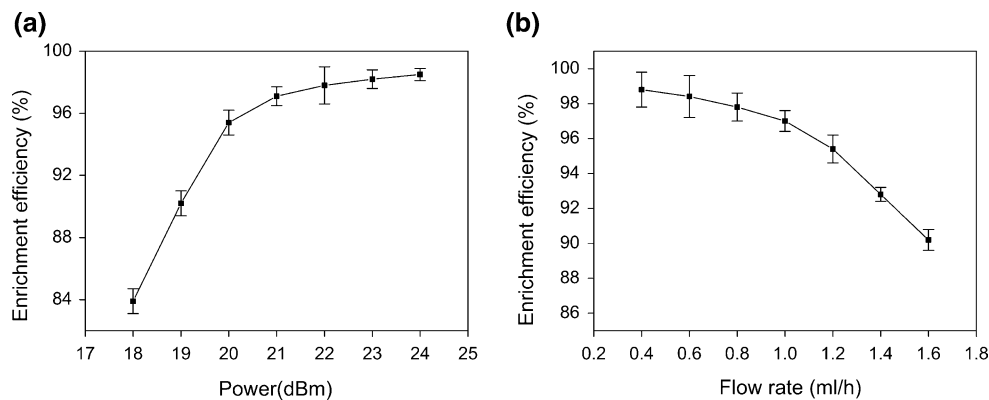 (a)
Enrichment efficiency (%)
100
96
92
88
84
17 18 19 20 21 22 23 24 25
Power(dBm)
(b)
Enrichment efficiency (%)
100
98
96
94
92
90
88
86
0.2 0.4 0.6 0.8 1.0 1.2 1.4 1.6 1.8
Flow rate (ml/h)